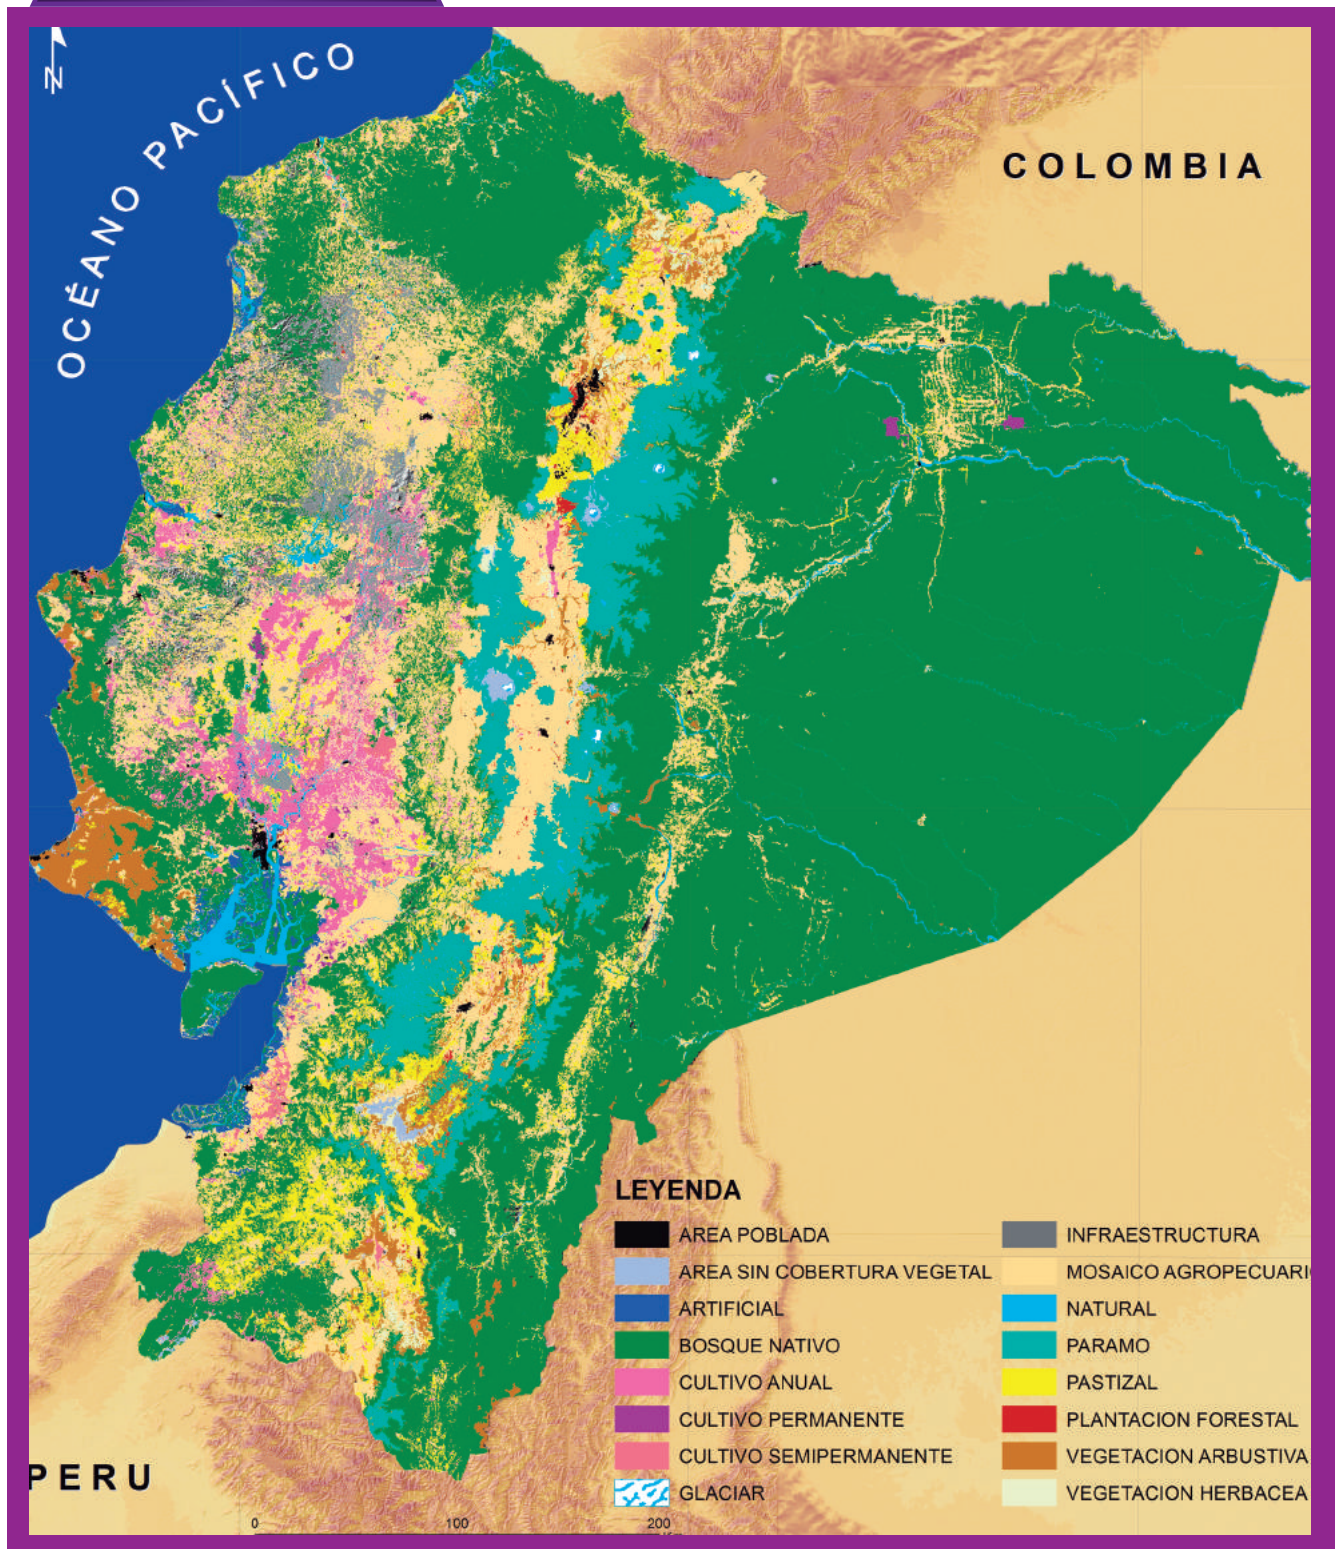 N
OCÉANO PACÍFICO
COLOMBIA
LEYENDA
AREA POBLADA
AREA SIN COBERTURA VEGETAL
ARTIFICIAL
BOSQUE NATIVO
CULTIVO ANUAL
CULTIVO PERMANENTE
CULTIVO SEMIPERMANENTE
GLACIAR
INFRAESTRUCTURA
MOSAICO AGROPECUARI
NATURAL
PARAMO
PASTIZAL
PLANTACION FORESTAL
VEGETACION ARBUSTIVA
VEGETACION HERBACEA
PERU
0 100 200